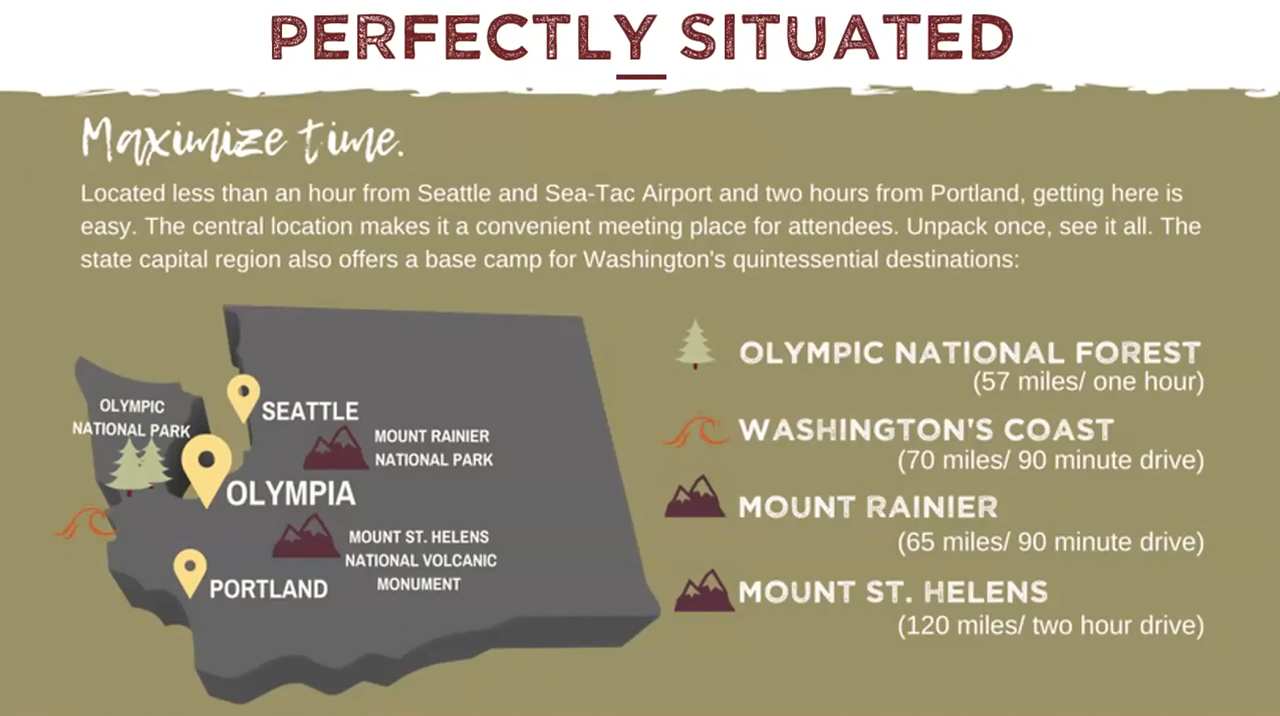 PERFECTLY SITUATED
Maximize time.
Located less than an hour from Seattle and Sea-Tac Airport and two hours from Portland, getting here is
easy. The central location makes it a convenient meeting place for attendees. Unpack once, see it all. The
state capital region also offers a base camp for Washington's quintessential destinations:
OLYMPIC
NATIONAL PARK
SEATTLE
MOUNT RAINIER
NATIONAL PARK
OLYMPIA
MOUNT ST. HELENS
NATIONAL VOLCANIC
MONUMENT
PORTLAND
OLYMPIC NATIONAL FOREST
(57 miles/ one hour)
WASHINGTON'S COAST
(70 miles/ 90 minute drive)
MOUNT RAINIER
(65 miles/ 90 minute drive)
MOUNT ST. HELENS
(120 miles/ two hour drive)